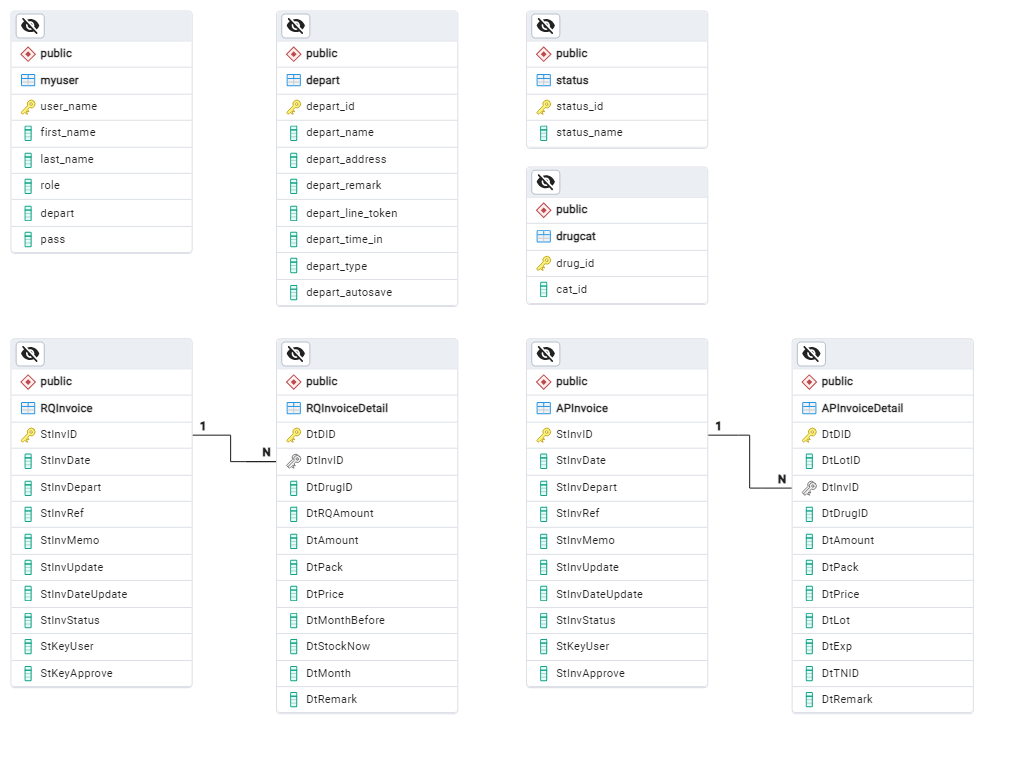 public
myuser
user_name
first_name
last_name
role
depart
pass
public
depart
depart_id
depart_name
depart_address
depart_remark
depart_line_token
depart_time_in
depart_type
depart_autosave
public
status
status_id
status_name
public
drugcat
drug_id
cat_id
public
RQInvoice
StInvID
StInvDate
StInvDepart
StInvRef
StInvMemo
StInvUpdate
StInvDateUpdate
StInvStatus
StKeyUser
StKeyApprove
1
N
public
RQInvoiceDetail
DtDID
DtInvID
DtDrugID
DtRQAmount
DtAmount
DtPack
DtPrice
DtMonthBefore
DtStockNow
DtMonth
DtRemark
public
APInvoice
StInvID
StInvDate
StInvDepart
StInvRef
StInvMemo
StInvUpdate
StInvDateUpdate
StInvStatus
StKeyUser
StInvApprove
1
N
public
APInvoiceDetail
DtDID
DtLotID
DtInvID
DtDrugID
DtAmount
DtPack
DtPrice
DtLot
DtExp
DtTNID
DtRemark